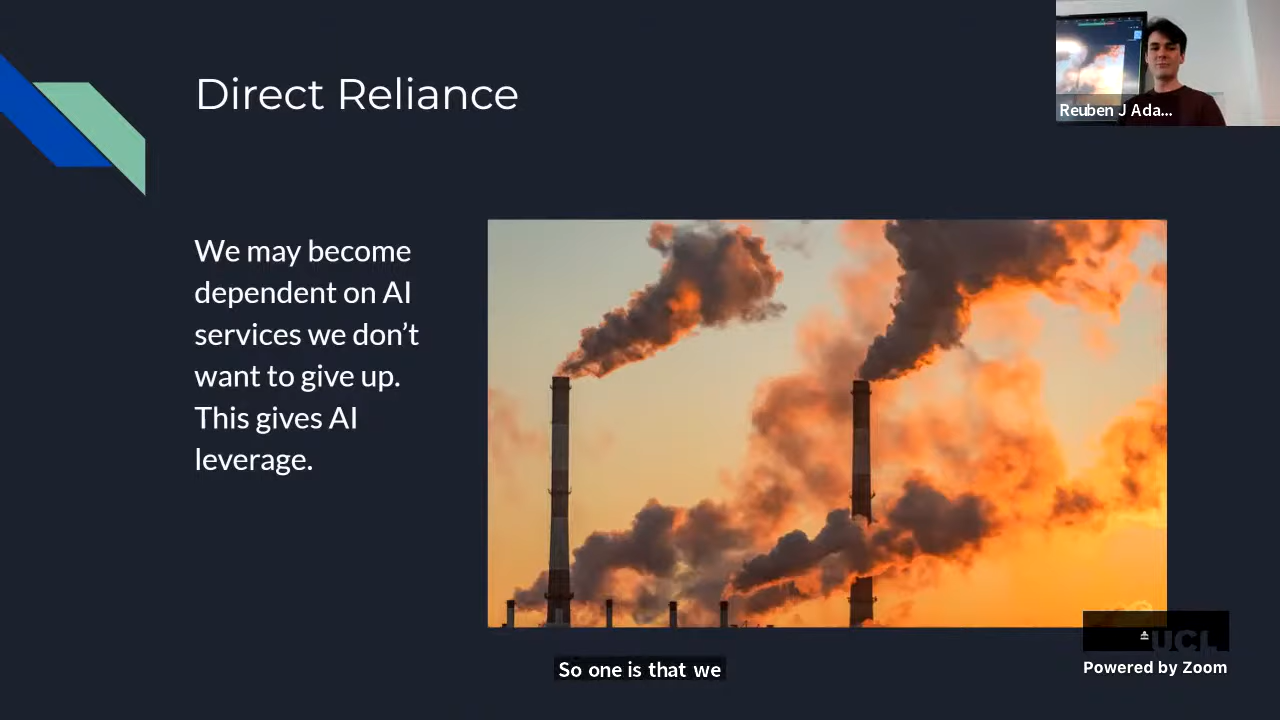 Direct Reliance
Reuben J Ada...
We may become
dependent on AI
services we don't
want to give up.
This gives AI
leverage.
UCL
So one is that we
Powered by Zoom